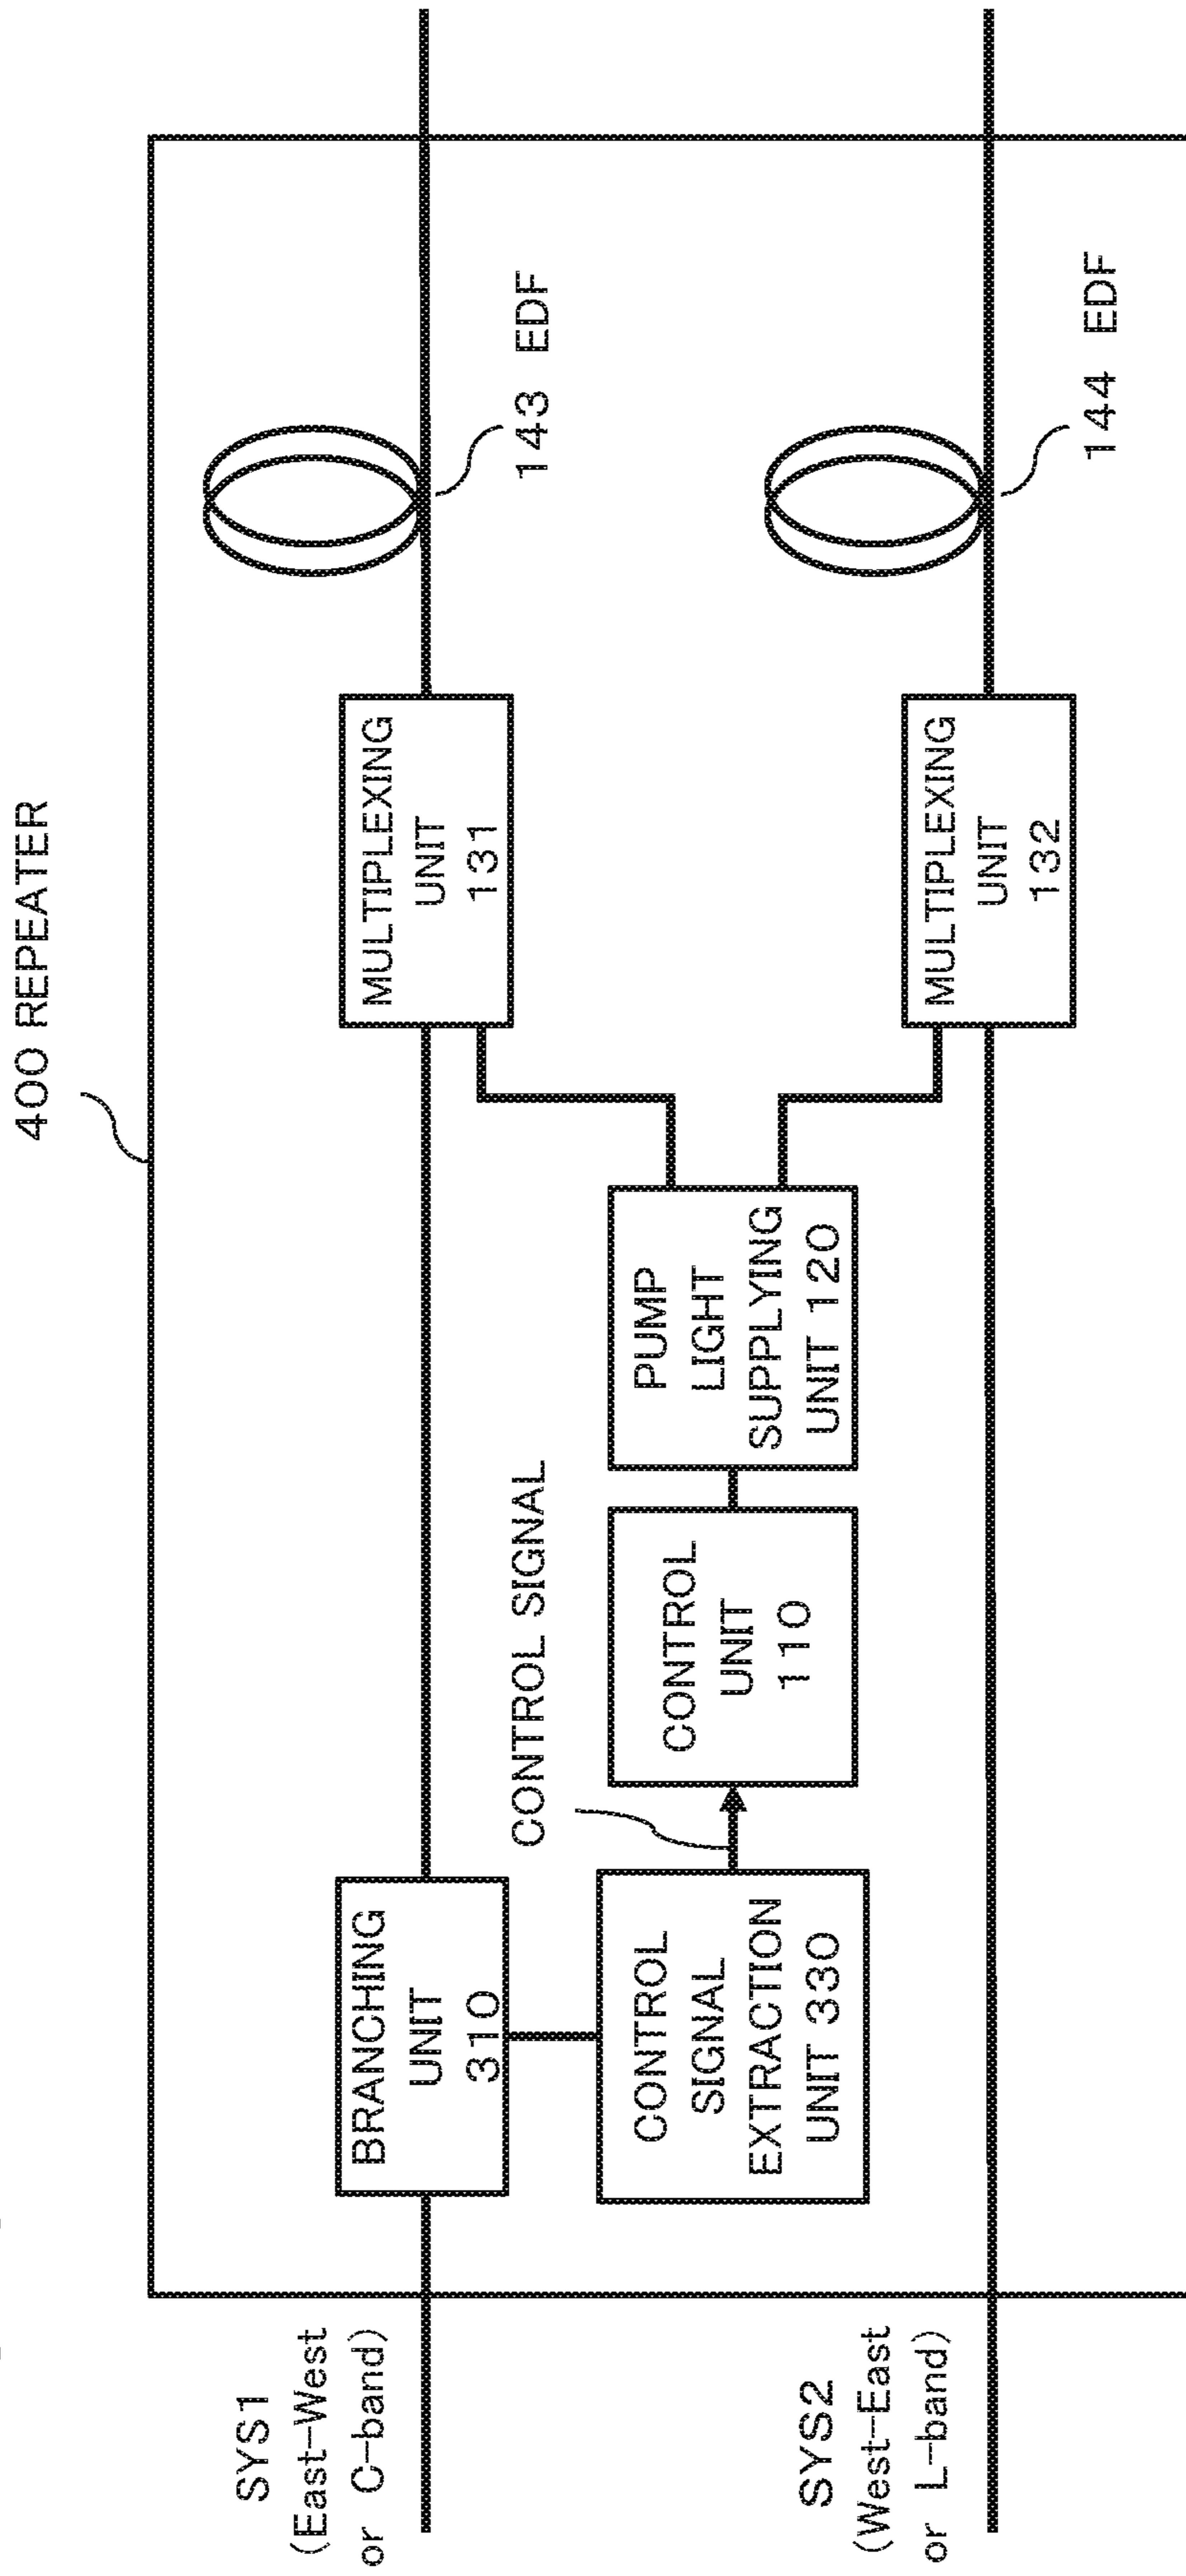 400 REPEATER
SYS1
(East-West
or C-band)
BRANCHING
UNIT
310
MULTIPLEXING
UNIT
131
143 EDF
CONTROL SIGNAL
CONTROL
SIGNAL
EXTRACTION
UNIT 330
CONTROL
UNIT
110
PUMP
LIGHT
SUPPLYING
UNIT 120
SYS2
(West-East
or L-band)
MULTIPLEXING
UNIT
132
144 EDF